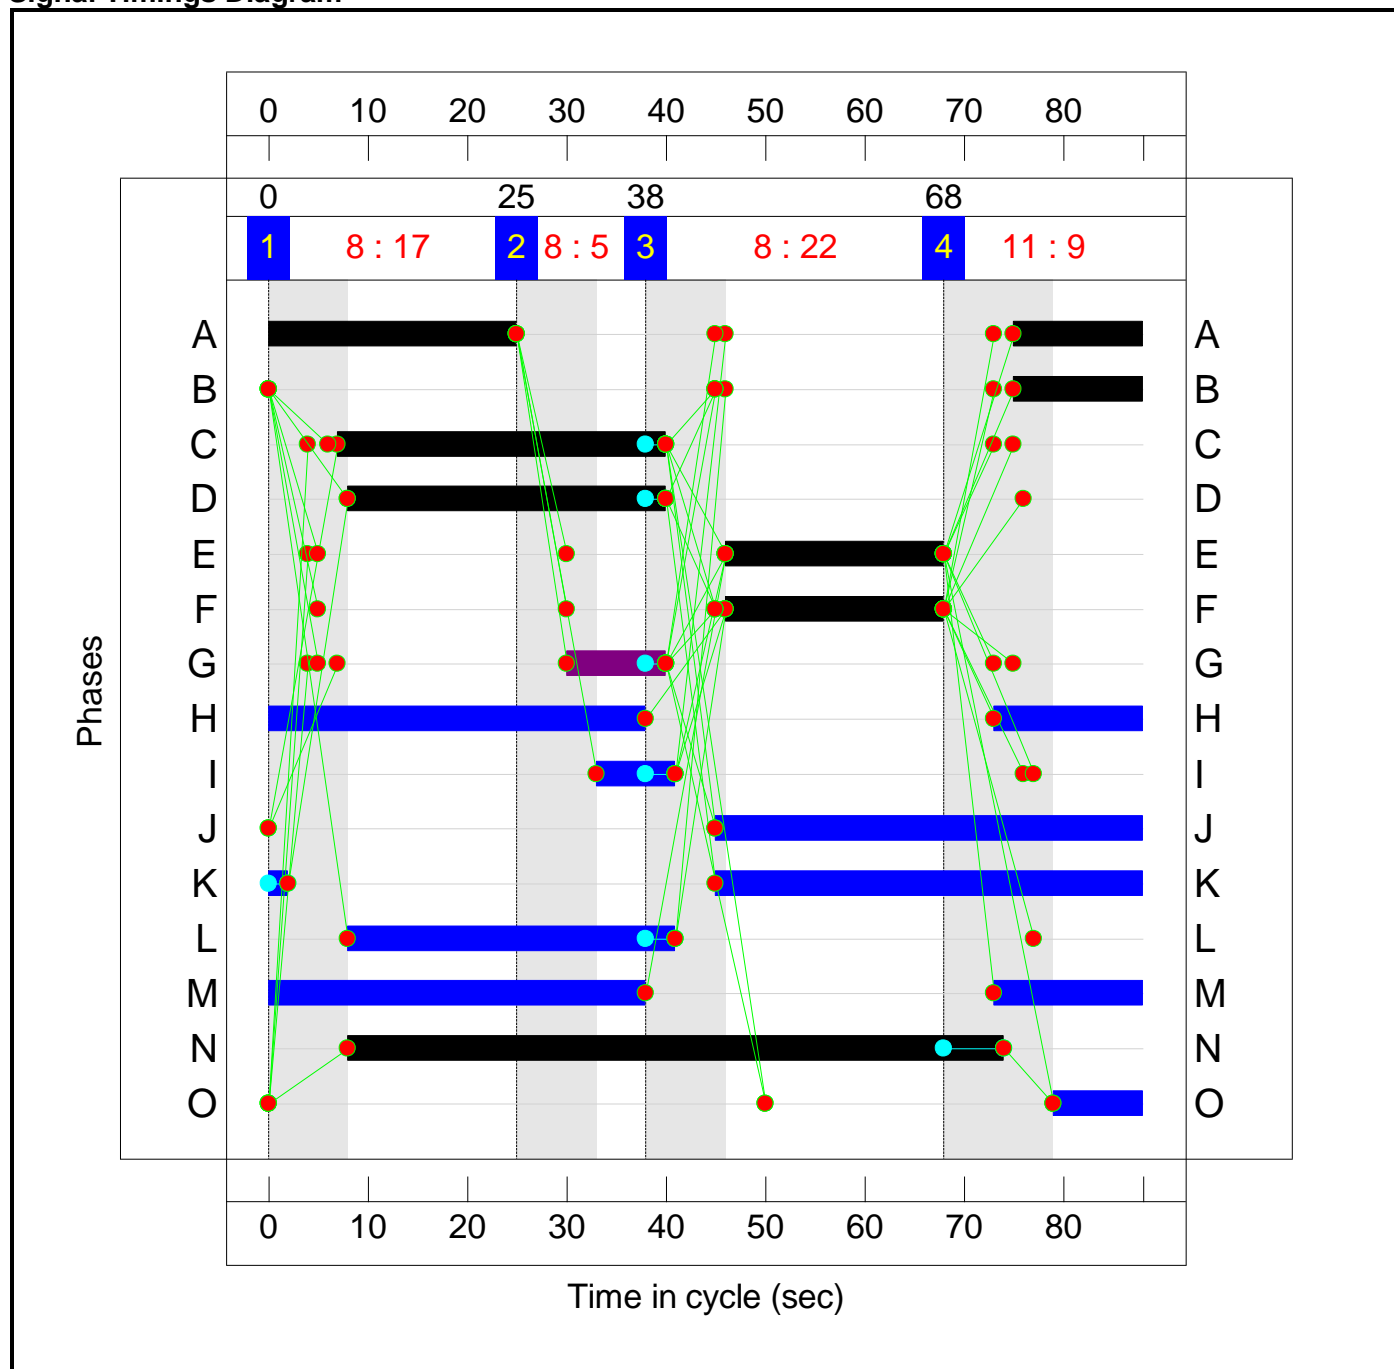 Signal Timings Diagram
0 10 20 30 40 50 60 70 80
0 25 38 68
1 8 : 17 2 8 : 5 3 8 : 22 4 11 : 9
A A
B B
C C
D D
E E
F F
G G
H H
I I
J J
K K
L L
M M
N N
O O
Phases
0 10 20 30 40 50 60 70 80
Time in cycle (sec)